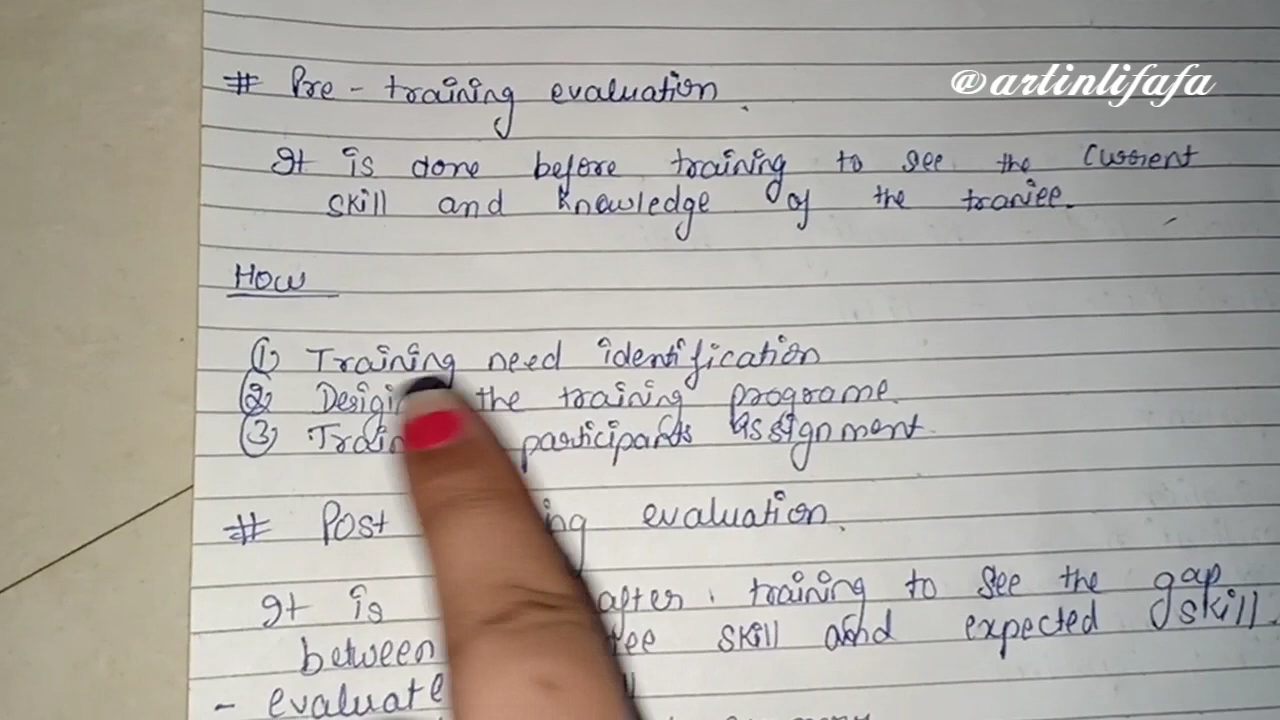 @artinlifafa
# Pre - training evaluation.
It is done before training to see the current
skill and knowledge of the traniee.
How
① Training need identification
② the training programe.
③ participants Assignment.
# Post evaluation.
It is after training to see the gap
between skill and expected skill.
- evaluate